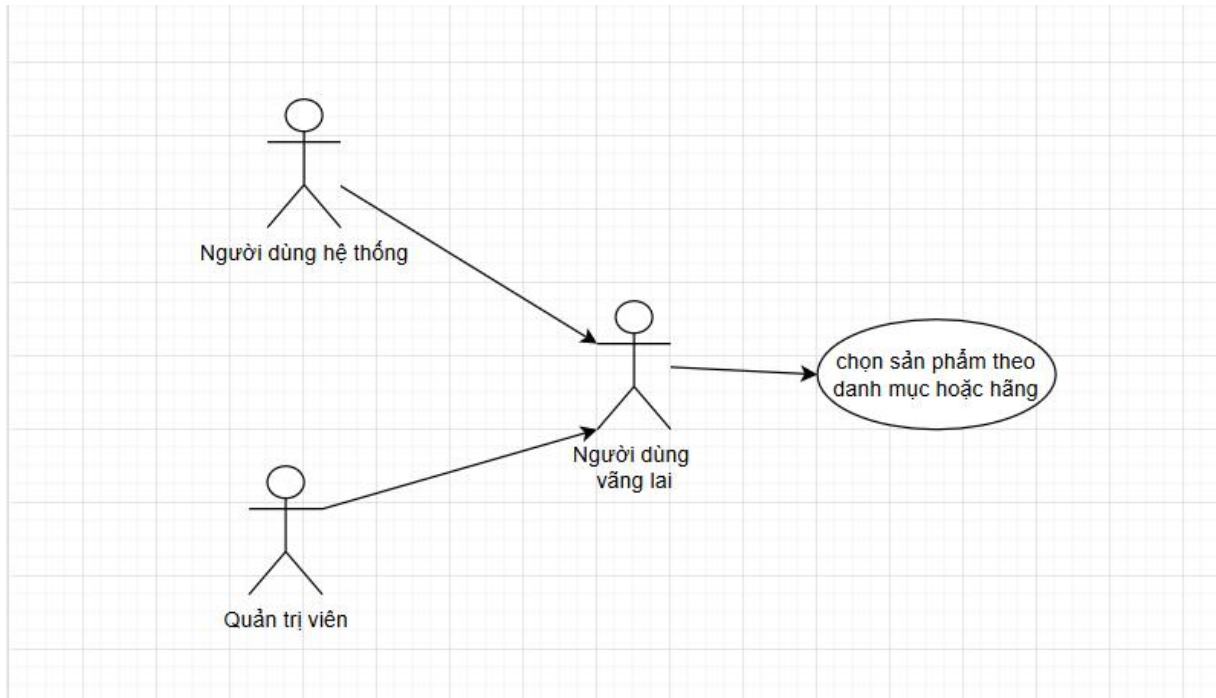 Người dùng hệ thống
chọn sản phẩm theo
danh mục hoặc hãng
Người dùng
vãng lai
Quản trị viên